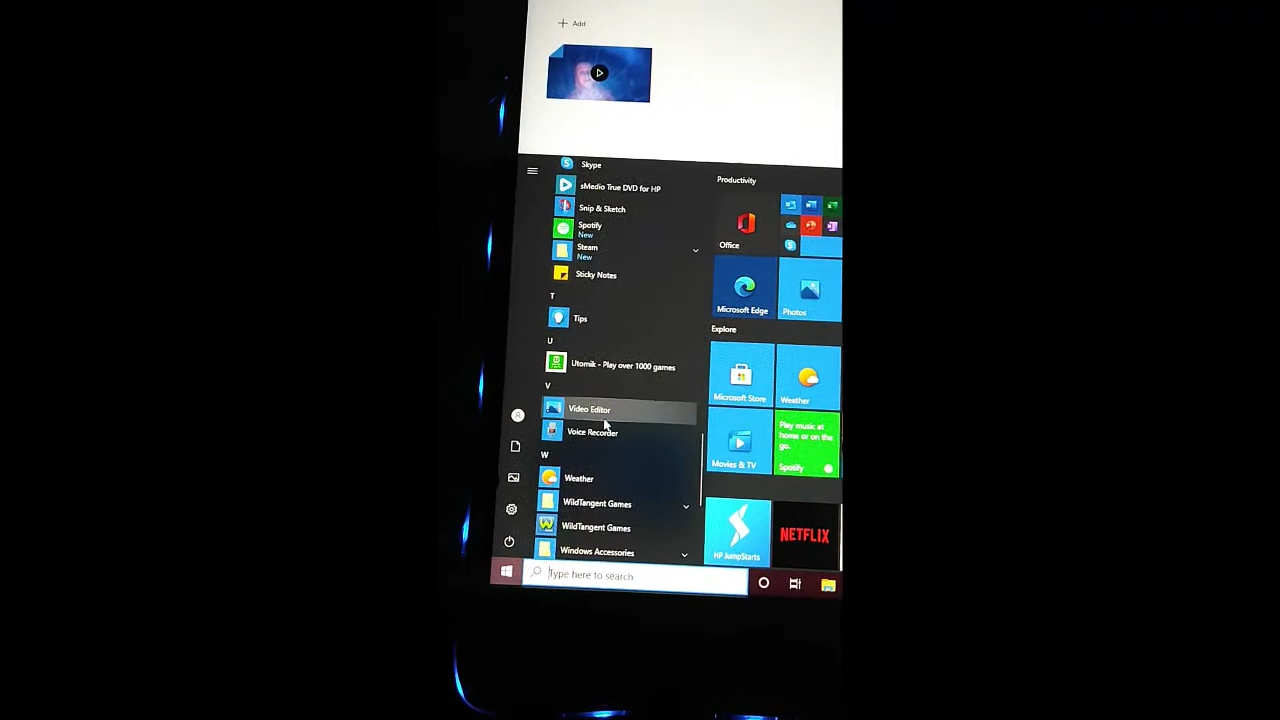 + Add
Skype
sMedio True DVD for HP
Snip & Sketch
Spotify
New
Steam
New
Sticky Notes
T
Tips
U
Utomik - Play over 1000 games
V
Video Editor
Voice Recorder
W
Weather
WildTangent Games
WildTangent Games
Windows Accessories
Type here to search
Productivity
Office
Microsoft Edge
Photos
Explore
Microsoft Store
Weather
Movies & TV
Play music at
home or on the
go.
Spotify
HP JumpStarts
NETFLIX